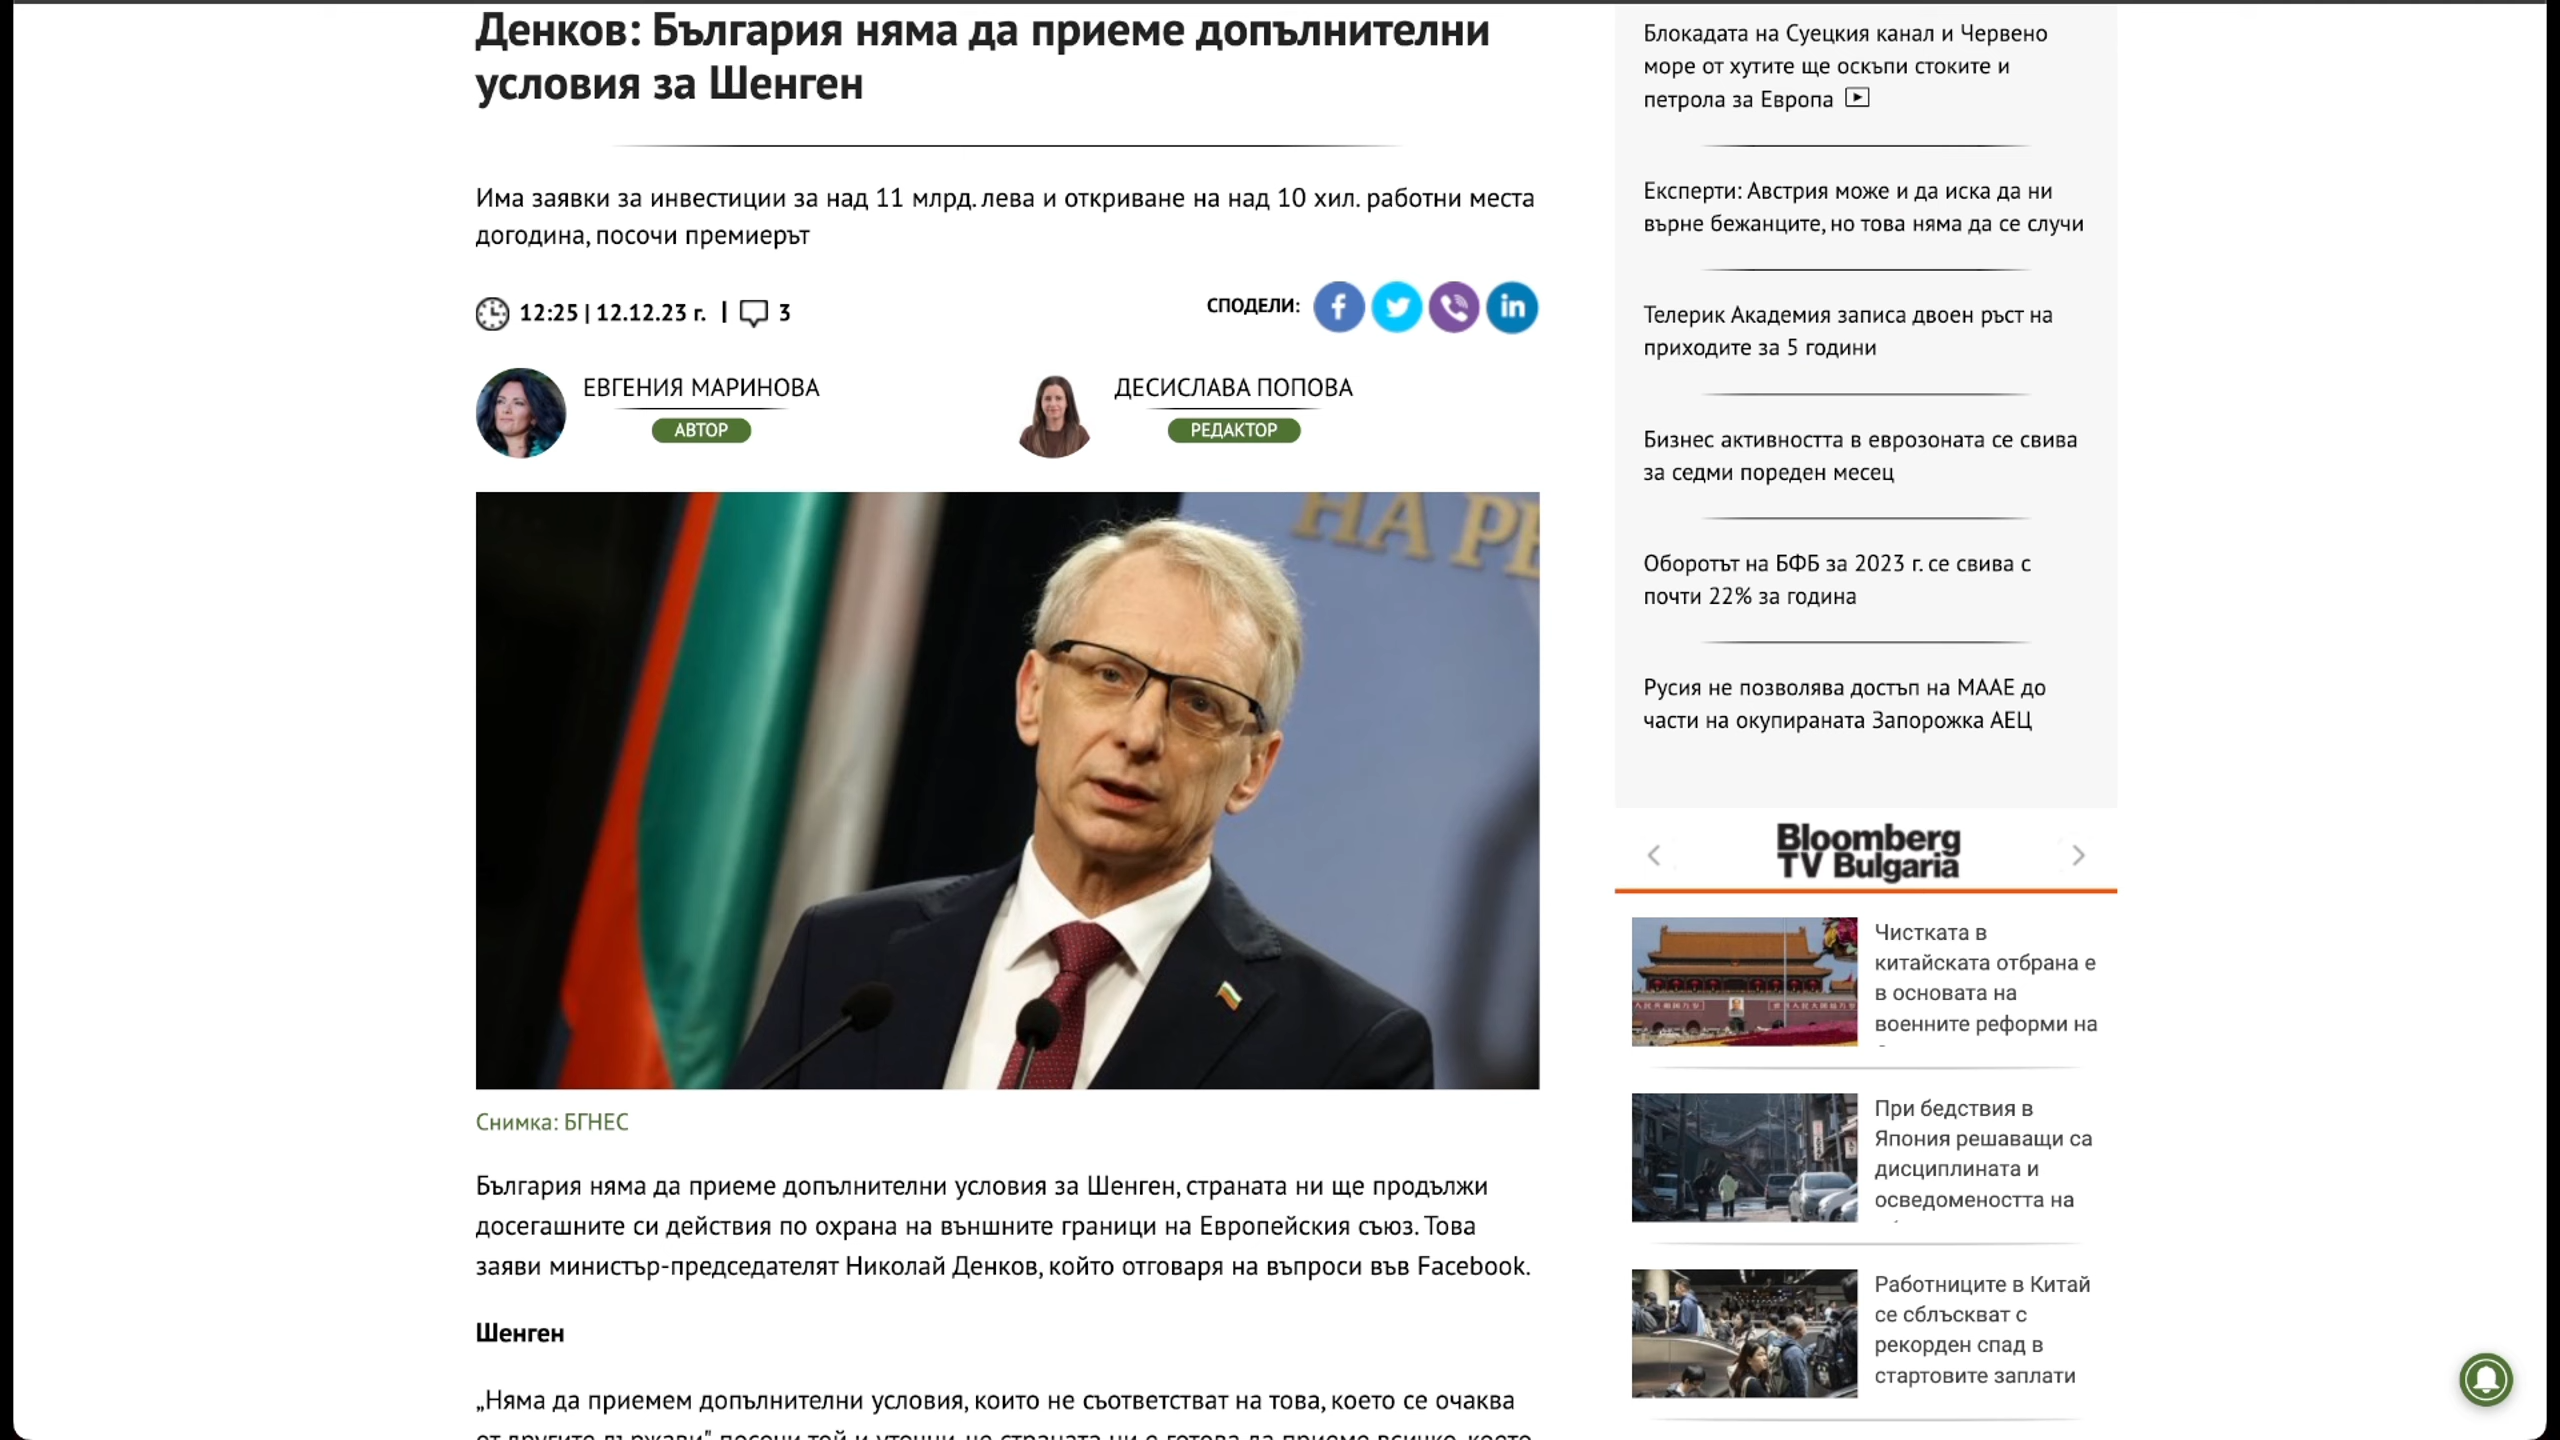 Денков: България няма да приеме допълнителни
условия за Шенген
Има заявки за инвестиции за над 11 млрд. лева и откриване на над 10 хил. работни места
догодина, посочи премиерът
12:25 | 12.12.23 г. | 3
СПОДЕЛИ:
ЕВГЕНИЯ МАРИНОВА
АВТОР
ДЕСИСЛАВА ПОПОВА
РЕДАКТОР
НА РЕ
Снимка: БГНЕС
България няма да приеме допълнителни условия за Шенген, страната ни ще продължи
досегашните си действия по охрана на външните граници на Европейския съюз. Това
заяви министър-председателят Николай Денков, който отговаря на въпроси във Facebook.
Шенген
„Няма да приемем допълнителни условия, които не съответстват на това, което се очаква
от другите държави", посочи той и уточни, че страната ни е готова да приеме всичко, което
Блокадата на Суецкия канал и Червено
море от хутите ще оскъпи стоките и
петрола за Европа
Експерти: Австрия може и да иска да ни
върне бежанците, но това няма да се случи
Телерик Академия записа двоен ръст на
приходите за 5 години
Бизнес активността в еврозоната се свива
за седми пореден месец
Оборотът на БФБ за 2023 г. се свива с
почти 22% за година
Русия не позволява достъп на МААЕ до
части на окупираната Запорожка АЕЦ
Bloomberg
TV Bulgaria
Чистката в
китайската отбрана е
в основата на
военните реформи на
При бедствия в
Япония решаващи са
дисциплината и
осведомеността на
Работниците в Китай
се сблъскват с
рекорден спад в
стартовите заплати